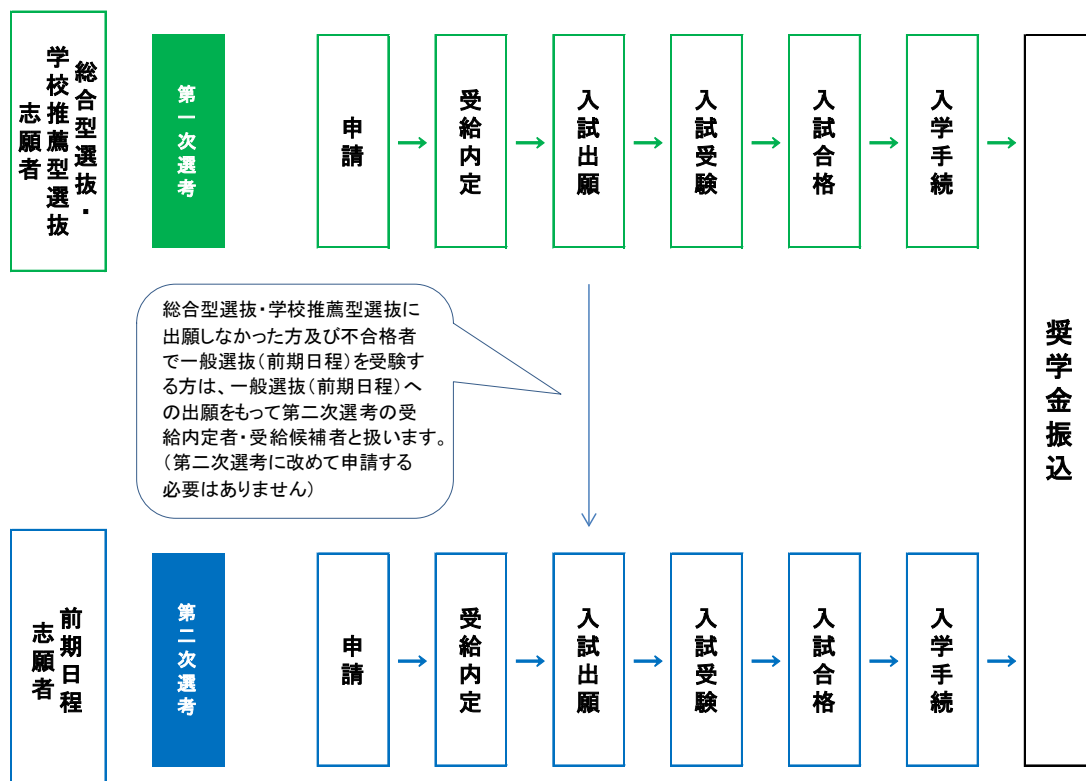 総合型選抜・
学校推薦型選抜
志願者
第一次選考
申請
→
受給内定
→
入試出願
→
入試受験
→
入試合格
→
入学手続
→
総合型選抜・学校推薦型選抜に
出願しなかった方及び不合格者
で一般選抜(前期日程)を受験す
る方は、一般選抜(前期日程)へ
の出願をもって第二次選考の受
給内定者・受給候補者と扱います。
(第二次選考に改めて申請する
必要はありません)
前期日程
志願者
第二次選考
申請
→
受給内定
→
入試出願
→
入試受験
→
入試合格
→
入学手続
→
奨学金振込